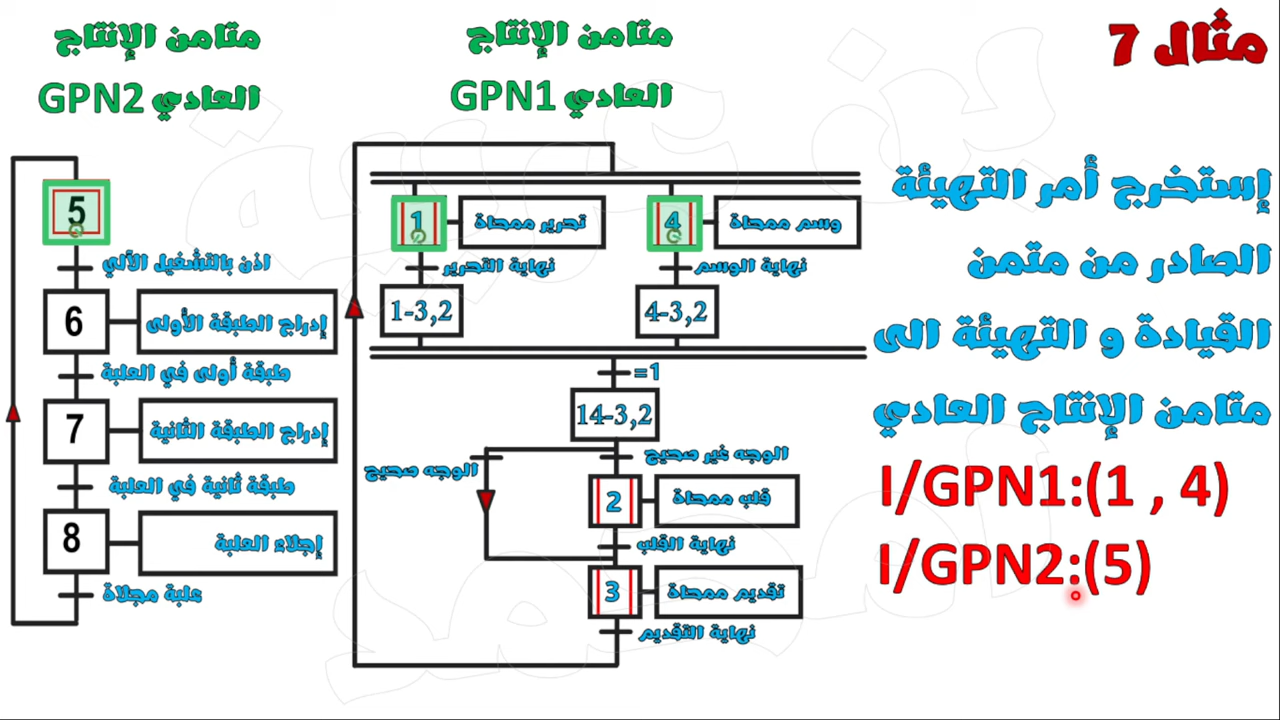 مثال 7
إستخرج أمر التهيئة
الصادر من متمن
القيادة و التهيئة الى
متامن الإنتاج العادي
I/GPN1:(1 , 4)
I/GPN2:(5)
متامن الإنتاج
العادي GPN1
4
وسم ممحاة
1
تحرير ممحاة
نهاية الوسم
نهاية التحرير
4-3,2
1-3,2
=1
14-3,2
الوجه غير صحيح
الوجه صحيح
2
قلب ممحاة
نهاية القلب
3
تقديم ممحاة
نهاية التقديم
متامن الإنتاج
العادي GPN2
5
اذن بالتشغيل الآلي
6
إدراج الطبقة الأولى
طبقة أولى في العلبة
7
إدراج الطبقة الثانية
طبقة ثانية في العلبة
8
إجلاء العلبة
علبة مجلاة